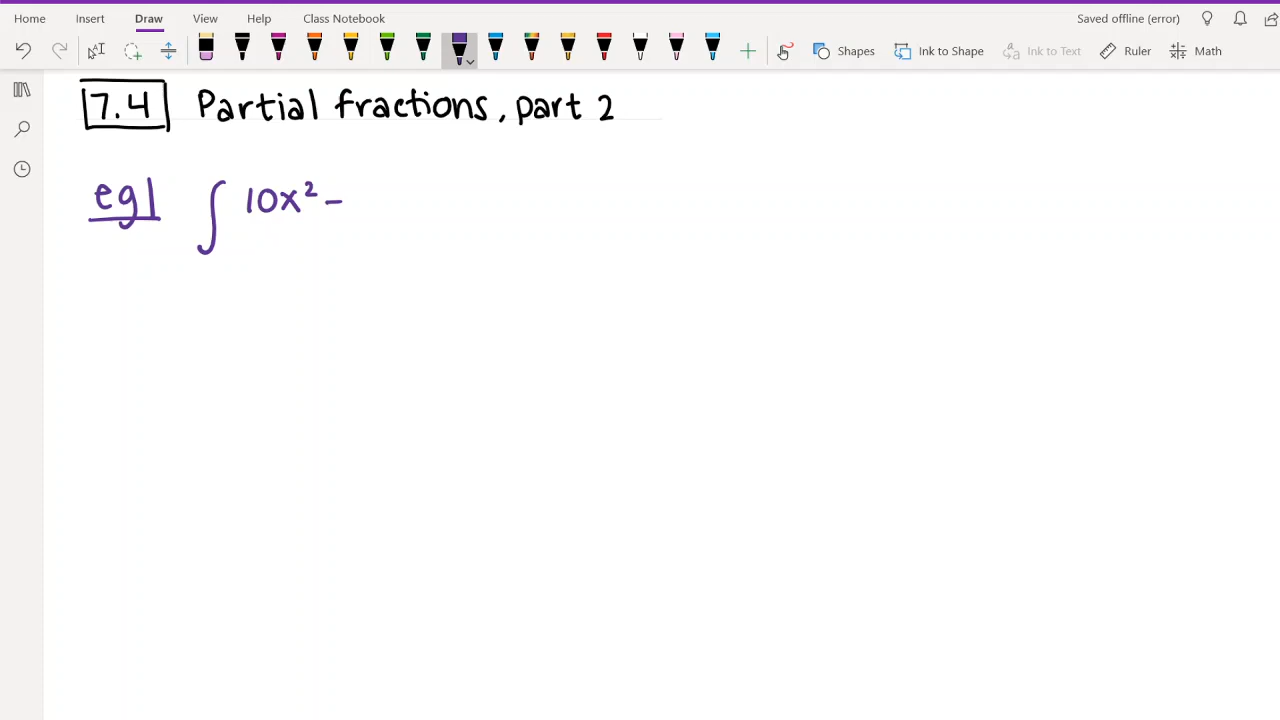 Home Insert Draw View Help Class Notebook Saved offline (error)
Shapes Ink to Shape Ink to Text Ruler Math
7.4 Partial fractions, part 2
eg1 ∫ 10x² -